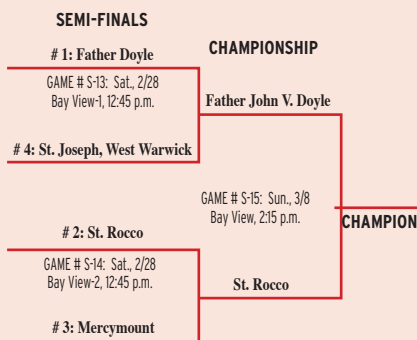 SEMI-FINALS
# 1: Father Doyle
CHAMPIONSHIP
GAME # S-13: Sat., 2/28
Bay View-1, 12:45 p.m.
Father John V. Doyle
# 4: St. Joseph, West Warwick
GAME # S-15: Sun., 3/8
Bay View, 2:15 p.m.
CHAMPION
# 2: St. Rocco
GAME # S-14: Sat., 2/28
Bay View-2, 12:45 p.m.
St. Rocco
# 3: Mercymount